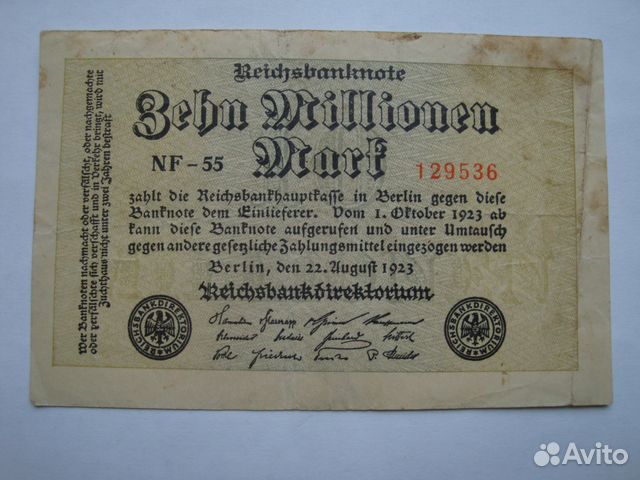 Reichsbanknote
Zehn Millionen
Mark
NF-55
129536
zahlt die Reichsbankhauptkasse in Berlin gegen diese
Banknote dem Einlieferer. Vom 1. Oktober 1923 ab
kann diese Banknote aufgerufen und unter Umtausch
gegen andere gesetzliche Zahlungsmittel eingezogen werden
Berlin, den 22. August 1923
Reichsbankdirektorium
REICHSBANKDIREKTORIUM
REICHSBANKDIREKTORIUM
Wer Banknoten nachmacht oder verfälscht, oder nachgemachte
oder verfälschte sich verschafft und in Verkehr bringt, wird mit
Zuchthaus nicht unter zwei Jahren bestraft
Avito